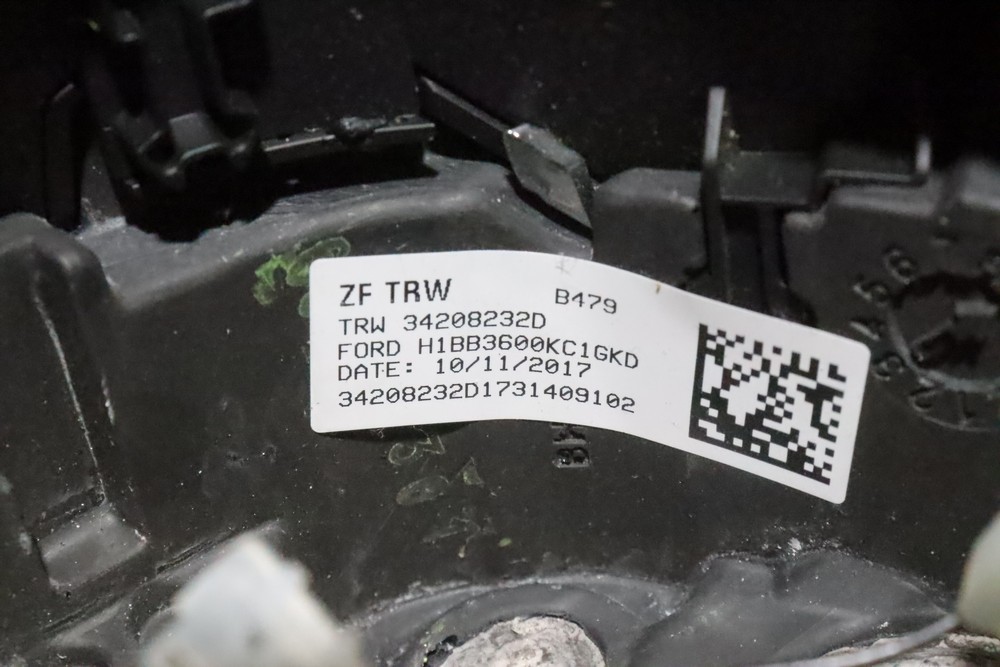 ZF TRW B479
TRW 34208232D
FORD H1BB3600KC1GKD
DATE: 10/11/2017
34208232D1731409102